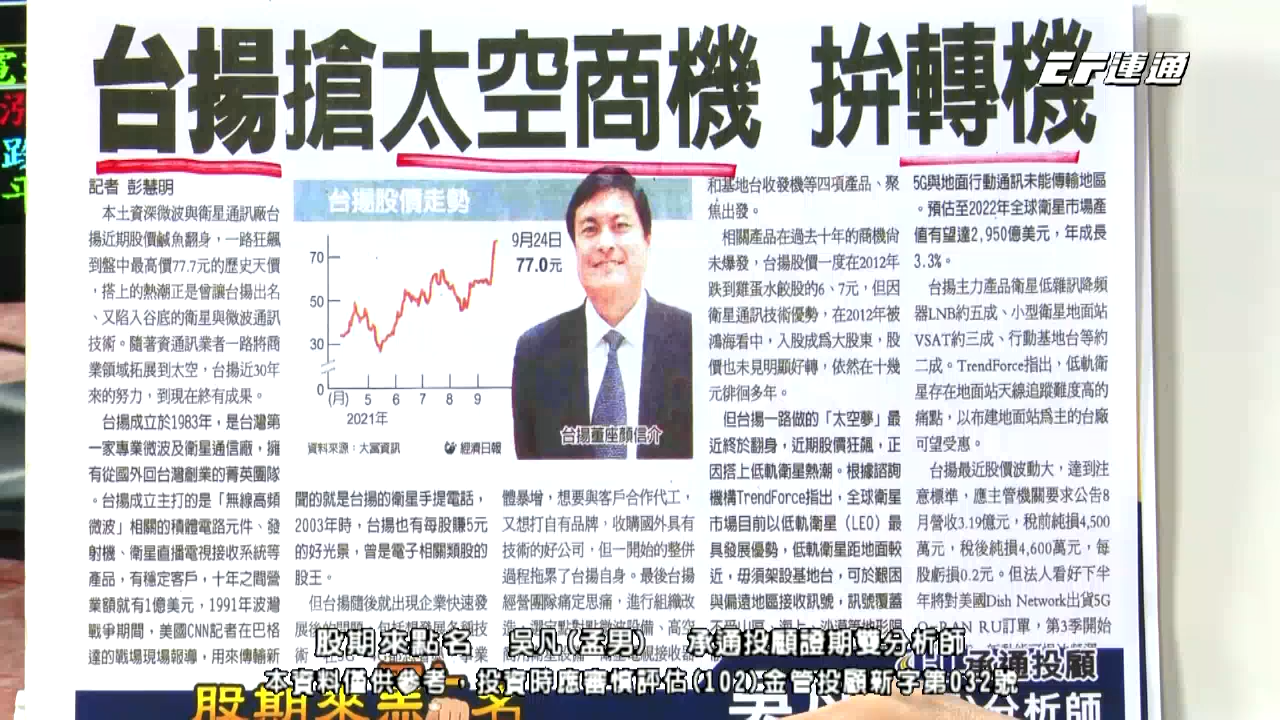 台揚搶太空商機 拚轉機
EF運通
記者 彭慧明
本土資深微波與衛星通訊廠台
揚近期股價鹹魚翻身，一路狂飆
到盤中最高價77.7元的歷史天價
，搭上的熱潮正是曾讓台揚出名
、又陷入谷底的衛星與微波通訊
技術。隨著資通訊業者一路將商
業領域拓展到太空，台揚近30年
來的努力，到現在終有成果。
台揚成立於1983年，是台灣第
一家專業微波及衛星通信廠，擁
有從國外回台灣創業的菁英團隊
。台揚成立主打的是「無線高頻
微波」相關的積體電路元件、發
射機、衛星直播電視接收系統等
產品，有穩定客戶，十年之間營
業額就有1億美元，1991年波灣
戰爭期間，美國CNN記者在巴格
達的戰場現場報導，用來傳輸新
台揚股價走勢
9月24日
77.0元
70
50
30
0
(月) 5 6 7 8 9
2021年
資料來源：大富資訊
經濟日報
台揚董座顏信介
聞的就是台揚的衛星手提電話，
2003年時，台揚也有每股賺5元
的好光景，曾是電子相關類股的
股王。
但台揚隨後就出現企業快速發
體暴增，想要與客戶合作代工，
又想打自有品牌，收購國外具有
技術的好公司，但一開始的整併
過程拖累了台揚自身。最後台揚
經營團隊痛定思痛，進行組織改
和基地台收發機等四項產品、聚
焦出發。
相關產品在過去十年的商機尚
未爆發，台揚股價一度在2012年
跌到雞蛋水餃股的6、7元，但因
衛星通訊技術優勢，在2012年被
鴻海看中，入股成為大股東，股
價也未見明顯好轉，依然在十幾
元徘徊多年。
但台揚一路做的「太空夢」最
近終於翻身，近期股價狂飆，正
因搭上低軌衛星熱潮。根據諮詢
機構TrendForce指出，全球衛星
市場目前以低軌衛星（LEO）最
具發展優勢，低軌衛星距地面較
近，毋須架設基地台，可於艱困
與偏遠地區接收訊號，訊號覆蓋
5G與地面行動通訊未能傳輸地區
。預估至2022年全球衛星市場產
值有望達2,950億美元，年成長
3.3%。
台揚主力產品衛星低雜訊降頻
器LNB約五成、小型衛星地面站
VSAT約三成、行動基地台等約
二成。TrendForce指出，低軌衛
星存在地面站天線追蹤難度高的
痛點，以布建地面站為主的台廠
可望受惠。
台揚最近股價波動大，達到注
意標準，應主管機關要求公告8
月營收3.19億元，稅前純損4,500
萬元，稅後純損4,600萬元，每
股虧損0.2元。但法人看好下半
年將對美國Dish Network出貨5G
RAN RU訂單，第3季開始
股期來點名 吳凡(孟男) 承通投顧證期雙分析師
本資料僅供參考，投資時應審慎評估(102)金管投顧新字第032號
承通投顧
分析師